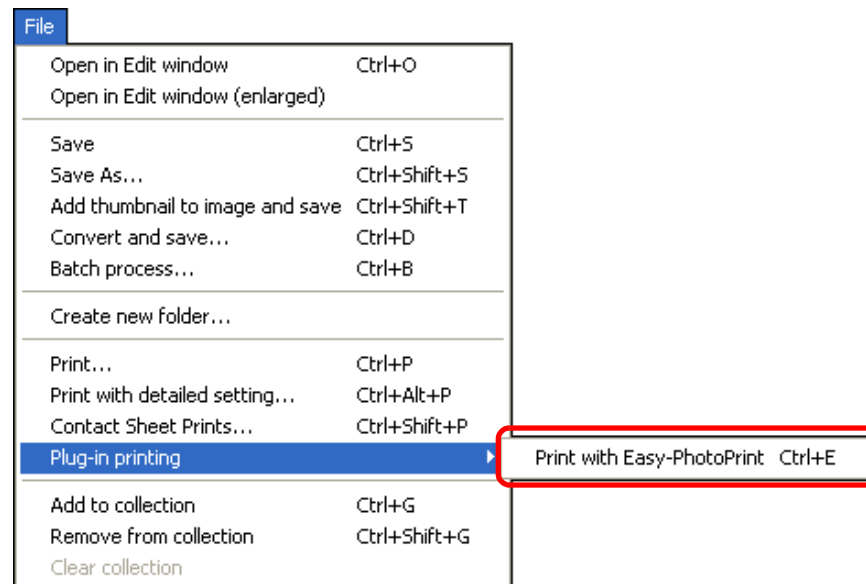 File
Open in Edit window Ctrl+O
Open in Edit window (enlarged)
Save Ctrl+S
Save As... Ctrl+Shift+S
Add thumbnail to image and save Ctrl+Shift+T
Convert and save... Ctrl+D
Batch process... Ctrl+B
Create new folder...
Print... Ctrl+P
Print with detailed setting... Ctrl+Alt+P
Contact Sheet Prints... Ctrl+Shift+P
Plug-in printing Print with Easy-PhotoPrint Ctrl+E
Add to collection Ctrl+G
Remove from collection Ctrl+Shift+G
Clear collection